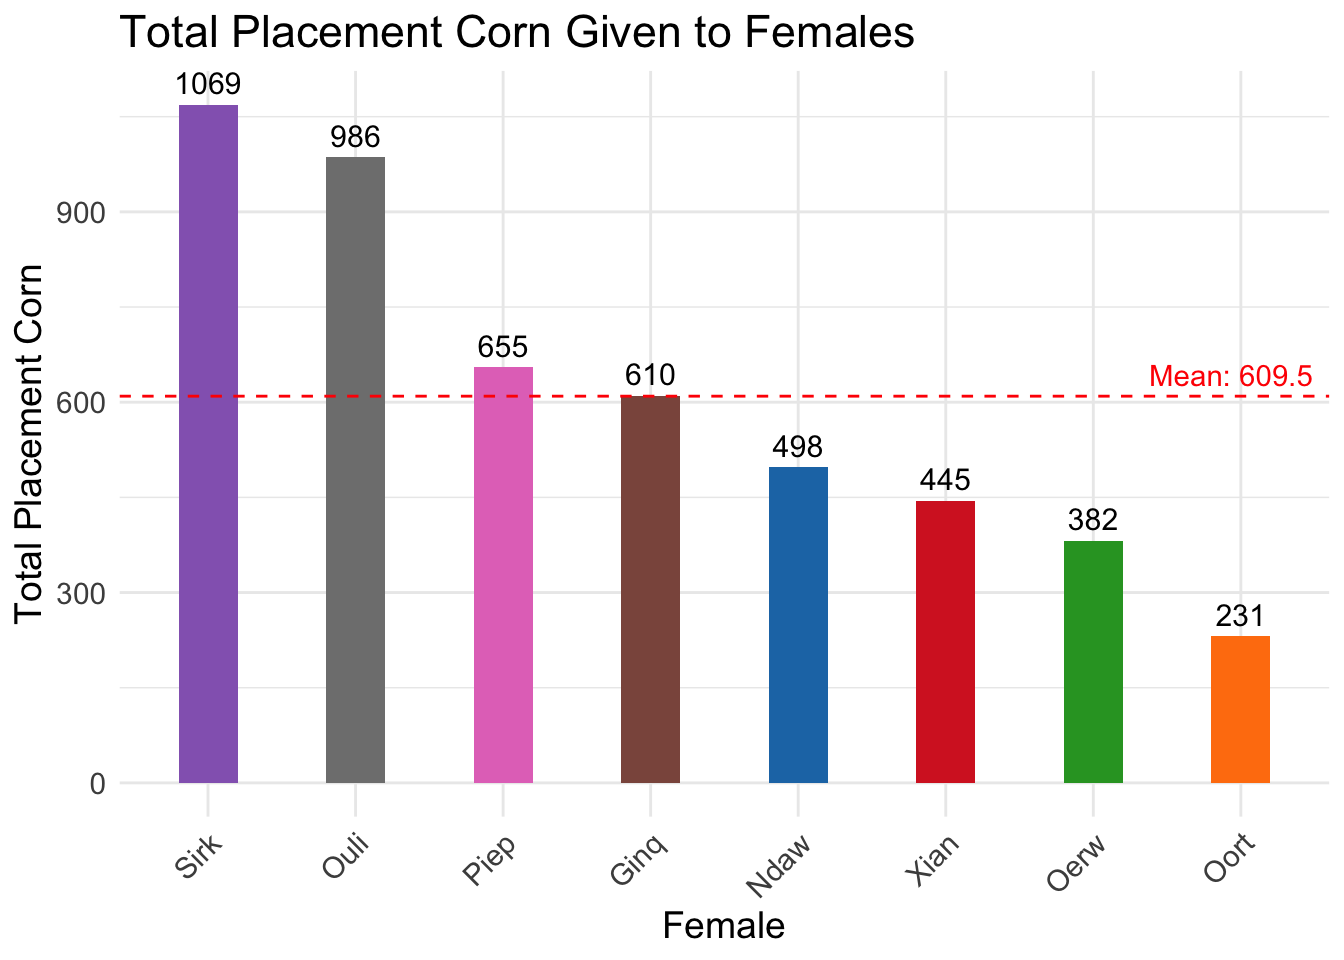 Total Placement Corn Given to Females
1069
986
655
610
498
445
382
231
Mean: 609.5
900
600
300
0
Total Placement Corn
Sirk
Ouli
Piep
Ginq
Ndaw
Xian
Oerw
Oort
Female